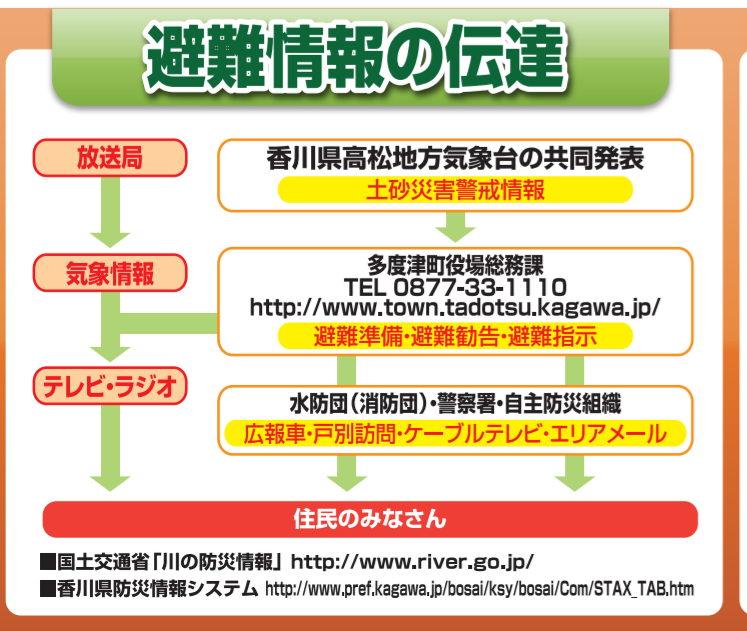 避難情報の伝達
放送局
気象情報
テレビ・ラジオ
香川県高松地方気象台の共同発表
土砂災害警戒情報
多度津町役場総務課
TEL 0877-33-1110
http://www.town.tadotsu.kagawa.jp/
避難準備・避難勧告・避難指示
水防団(消防団)・警察署・自主防災組織
広報車・戸別訪問・ケーブルテレビ・エリアメール
住民のみなさん
■国土交通省「川の防災情報」 http://www.river.go.jp/
■香川県防災情報システム http://www.pref.kagawa.jp/bosai/ksy/bosai/Com/STAX_TAB.htm